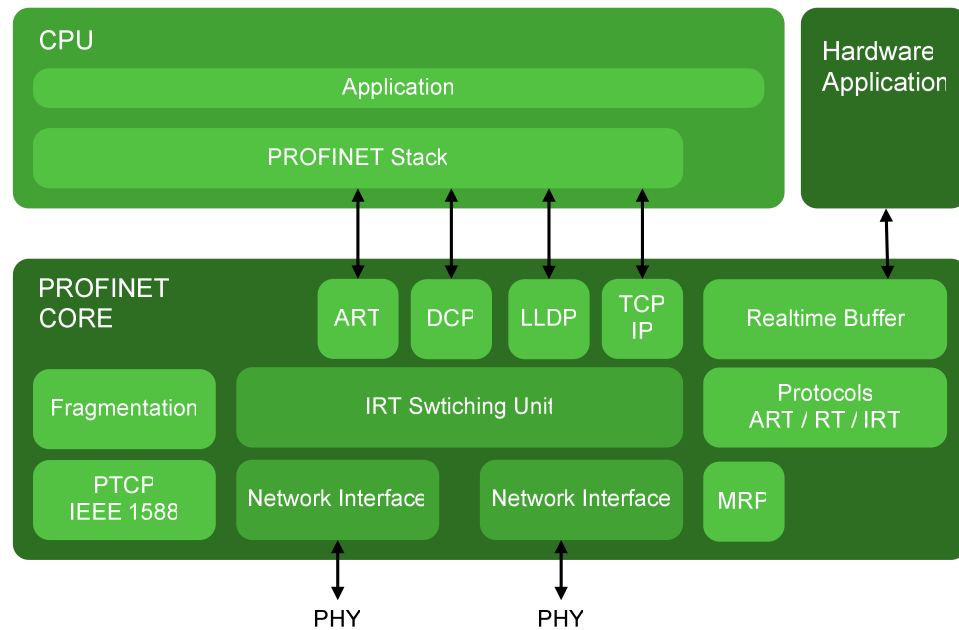 CPU
Hardware
Application
Application
PROFINET Stack
PROFINET
CORE
ART
DCP
LLDP
TCP
IP
Realtime Buffer
Fragmentation
IRT Swtiching Unit
Protocols
ART / RT / IRT
PTCP
IEEE 1588
Network Interface
Network Interface
MRP
PHY
PHY